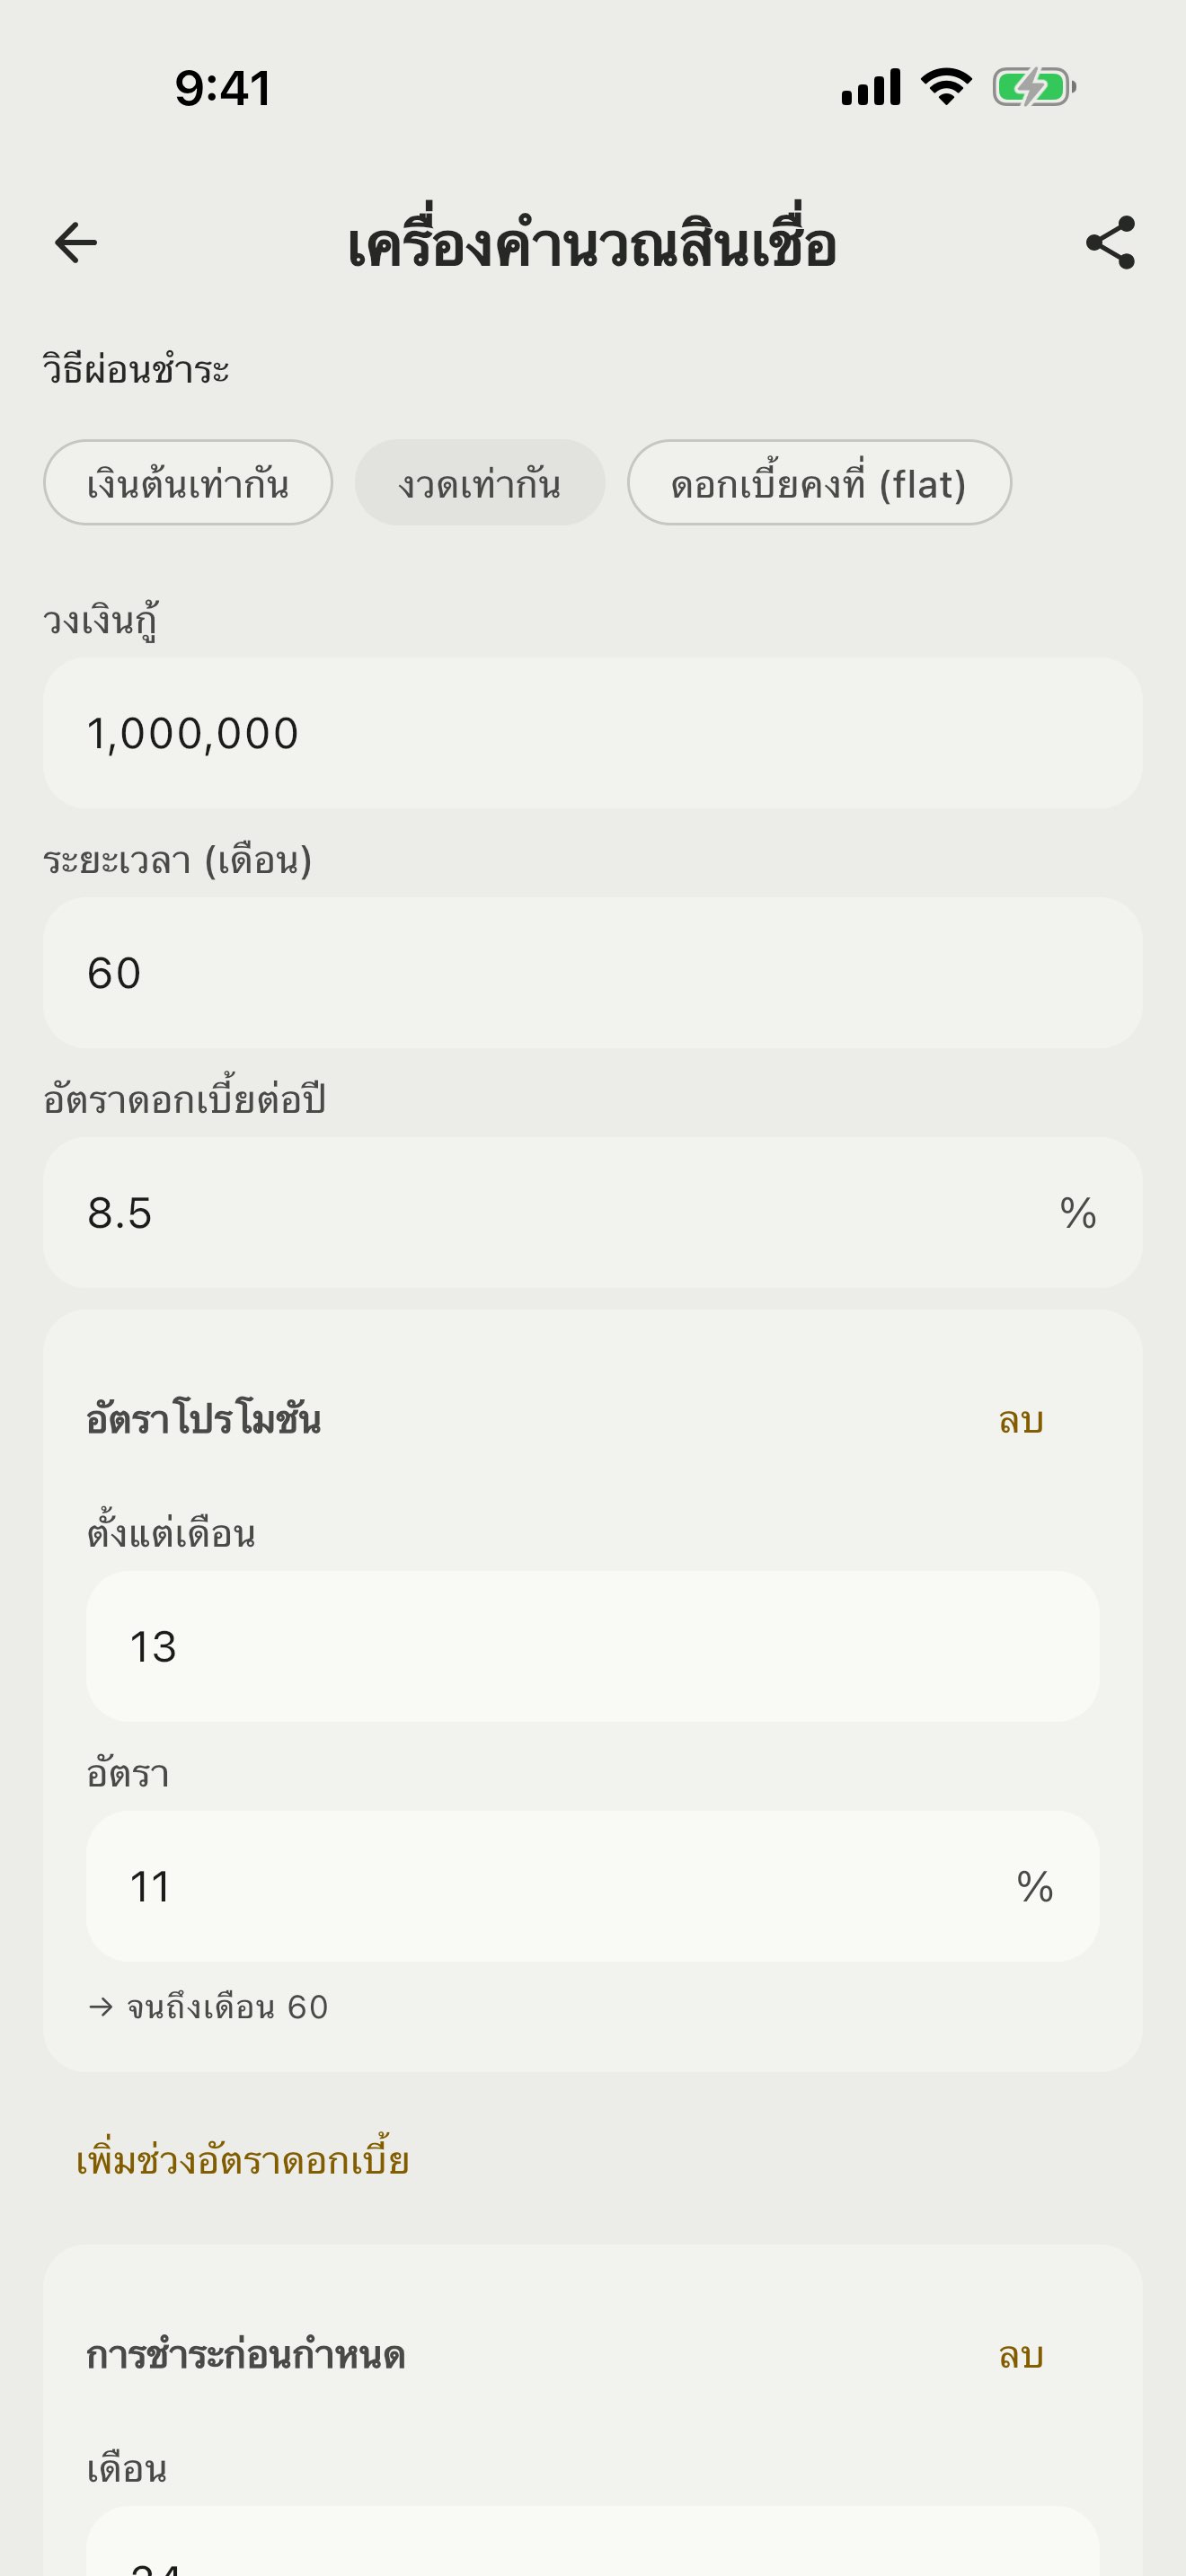 9:41
เครื่องคำนวณสินเชื่อ
วิธีผ่อนชำระ
เงินต้นเท่ากัน งวดเท่ากัน ดอกเบี้ยคงที่ (flat)
วงเงินกู้
1,000,000
ระยะเวลา (เดือน)
60
อัตราดอกเบี้ยต่อปี
8.5 %
อัตราโปรโมชัน ลบ
ตั้งแต่เดือน
13
อัตรา
11 %
→ จนถึงเดือน 60
เพิ่มช่วงอัตราดอกเบี้ย
การชำระก่อนกำหนด ลบ
เดือน